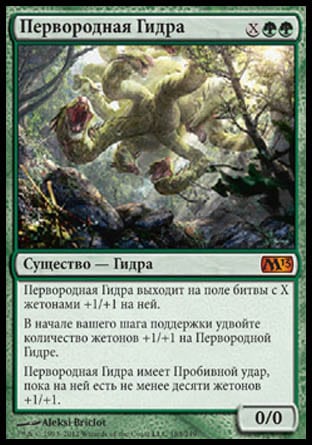 Первородная Гидра X
Существо — Гидра M13
Первородная Гидра выходит на поле битвы с X
жетонами +1/+1 на ней.
В начале вашего шага поддержки удвойте
количество жетонов +1/+1 на Первородной
Гидре.
Первородная Гидра имеет Пробивной удар,
пока на ней есть не менее десяти жетонов
+1/+1.
Aleksi Briclot
0/0